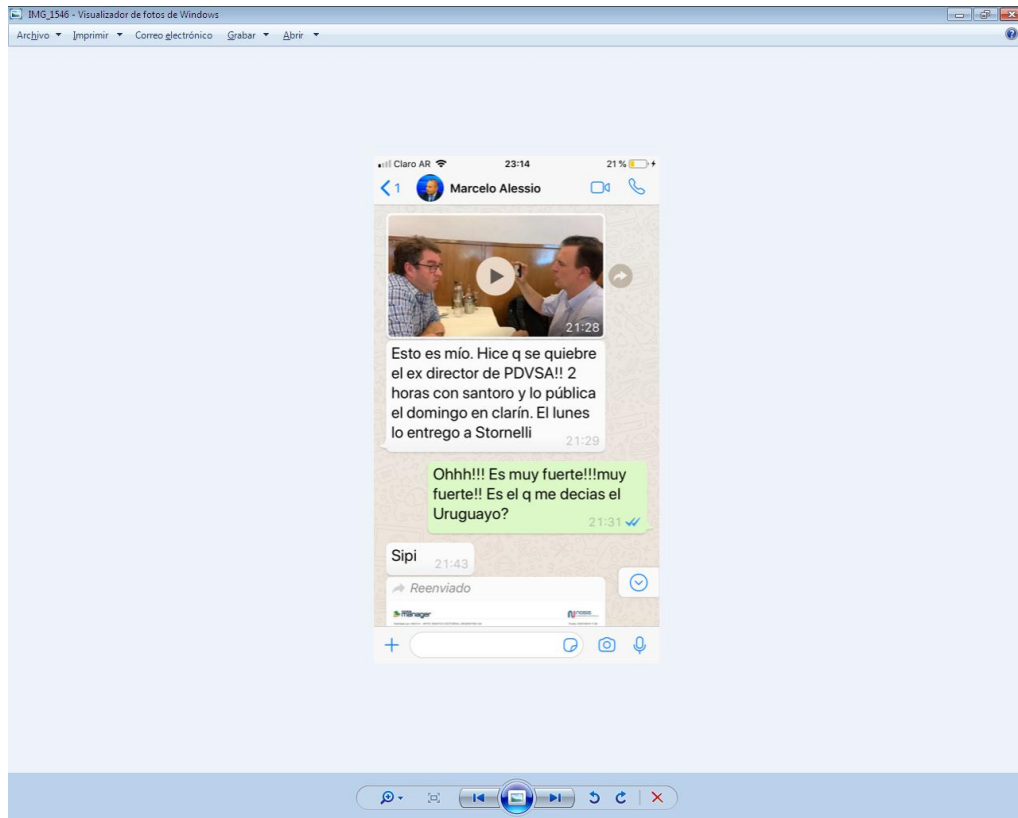 IMG_1546 - Visualizador de fotos de Windows
Archivo Imprimir Correo electrónico Grabar Abrir
Claro AR 23:14 21 %
1 Marcelo Alessio
21:28
Esto es mío. Hice q se quiebre
el ex director de PDVSA!! 2
horas con santoro y lo pública
el domingo en clarín. El lunes
lo entrego a Stornelli
21:29
Ohhh!!! Es muy fuerte!!!muy
fuerte!! Es el q me decias el
Uruguayo?
21:31
Sipi 21:43
Reenviado
manager